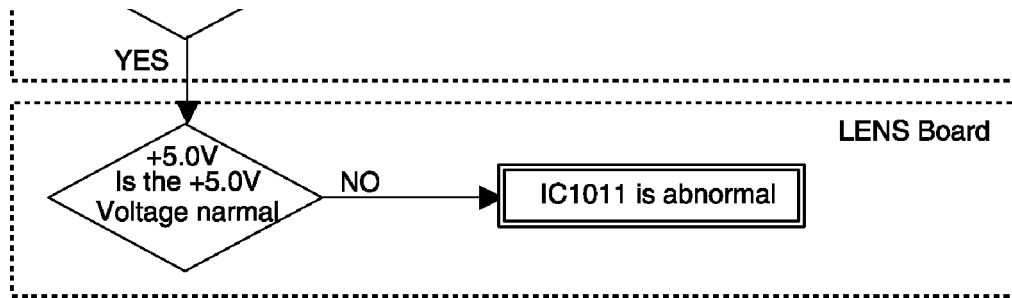 YES
LENS Board
+5.0V
Is the +5.0V
Voltage narmal
NO
IC1011 is abnormal